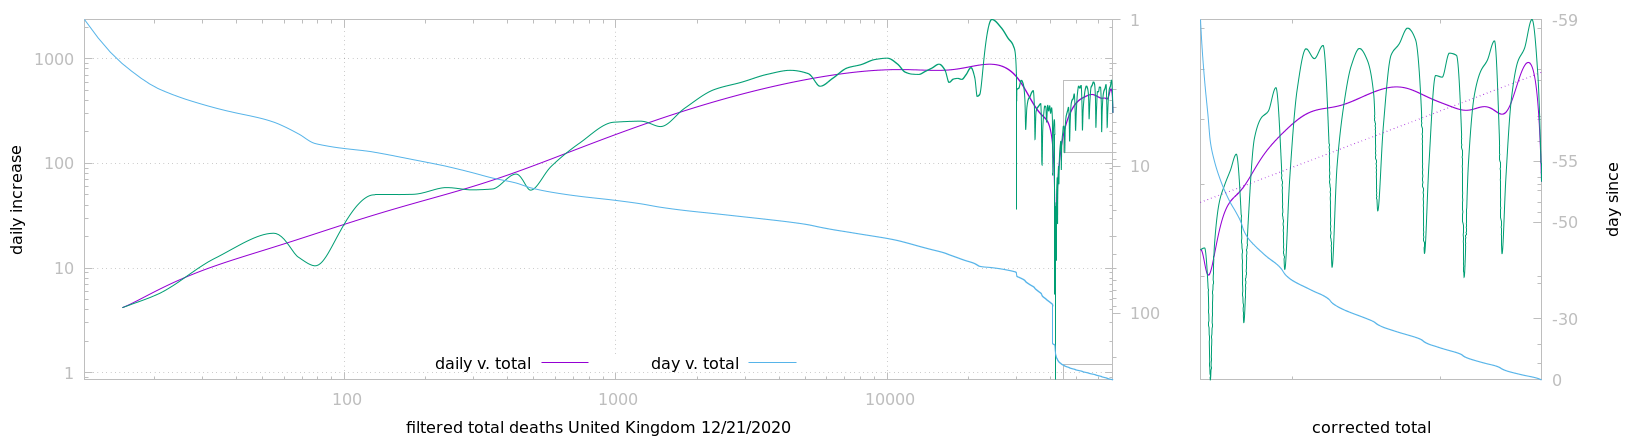 daily increase
1000
100
10
1
100
1000
10000
filtered total deaths United Kingdom 12/21/2020
daily v. total
day v. total
1
10
100
-59
-55
-50
-30
0
day since
corrected total